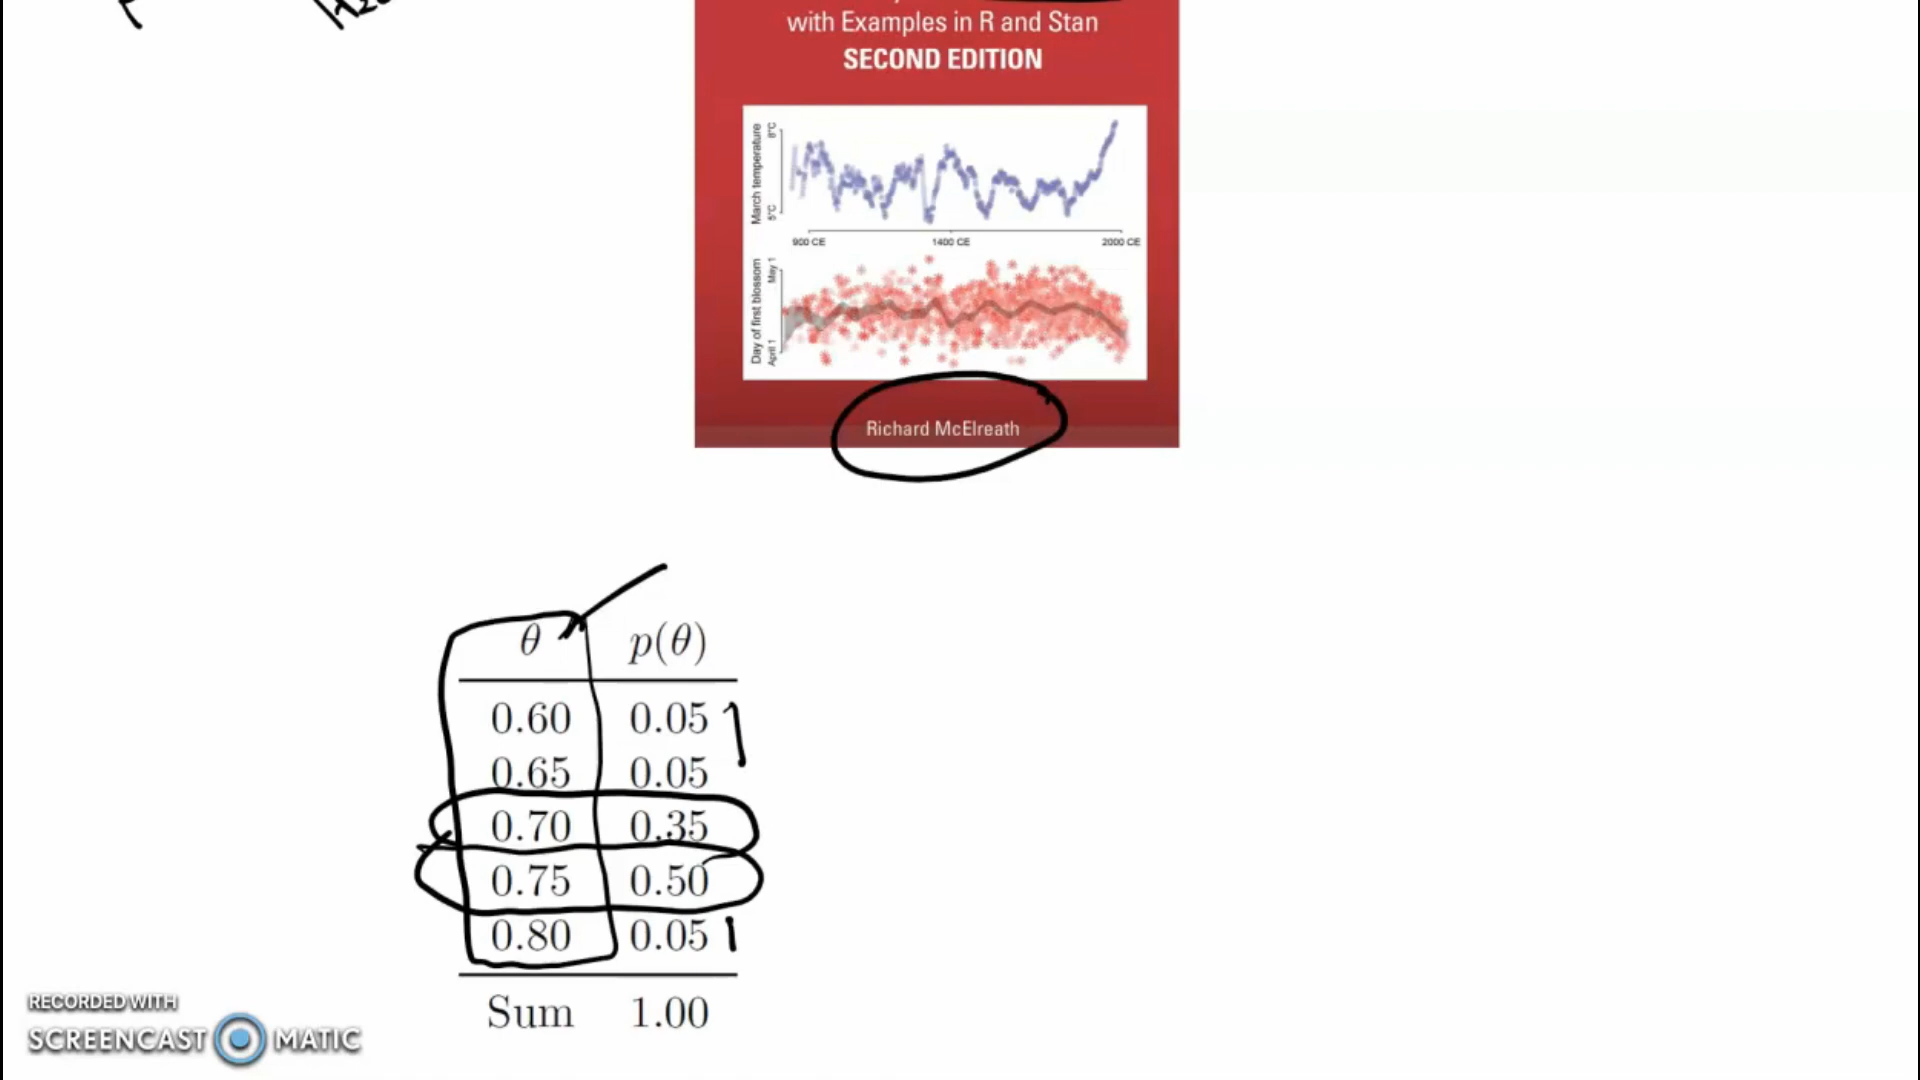 with Examples in R and Stan
SECOND EDITION
March temperature
8°C
5°C
900 CE 1400 CE 2000 CE
Day of first blossom
May 1
April 1
Richard McElreath
θ p(θ)
0.60 0.05
0.65 0.05
0.70 0.35
0.75 0.50
0.80 0.05
Sum 1.00
RECORDED WITH
SCREENCAST MATIC